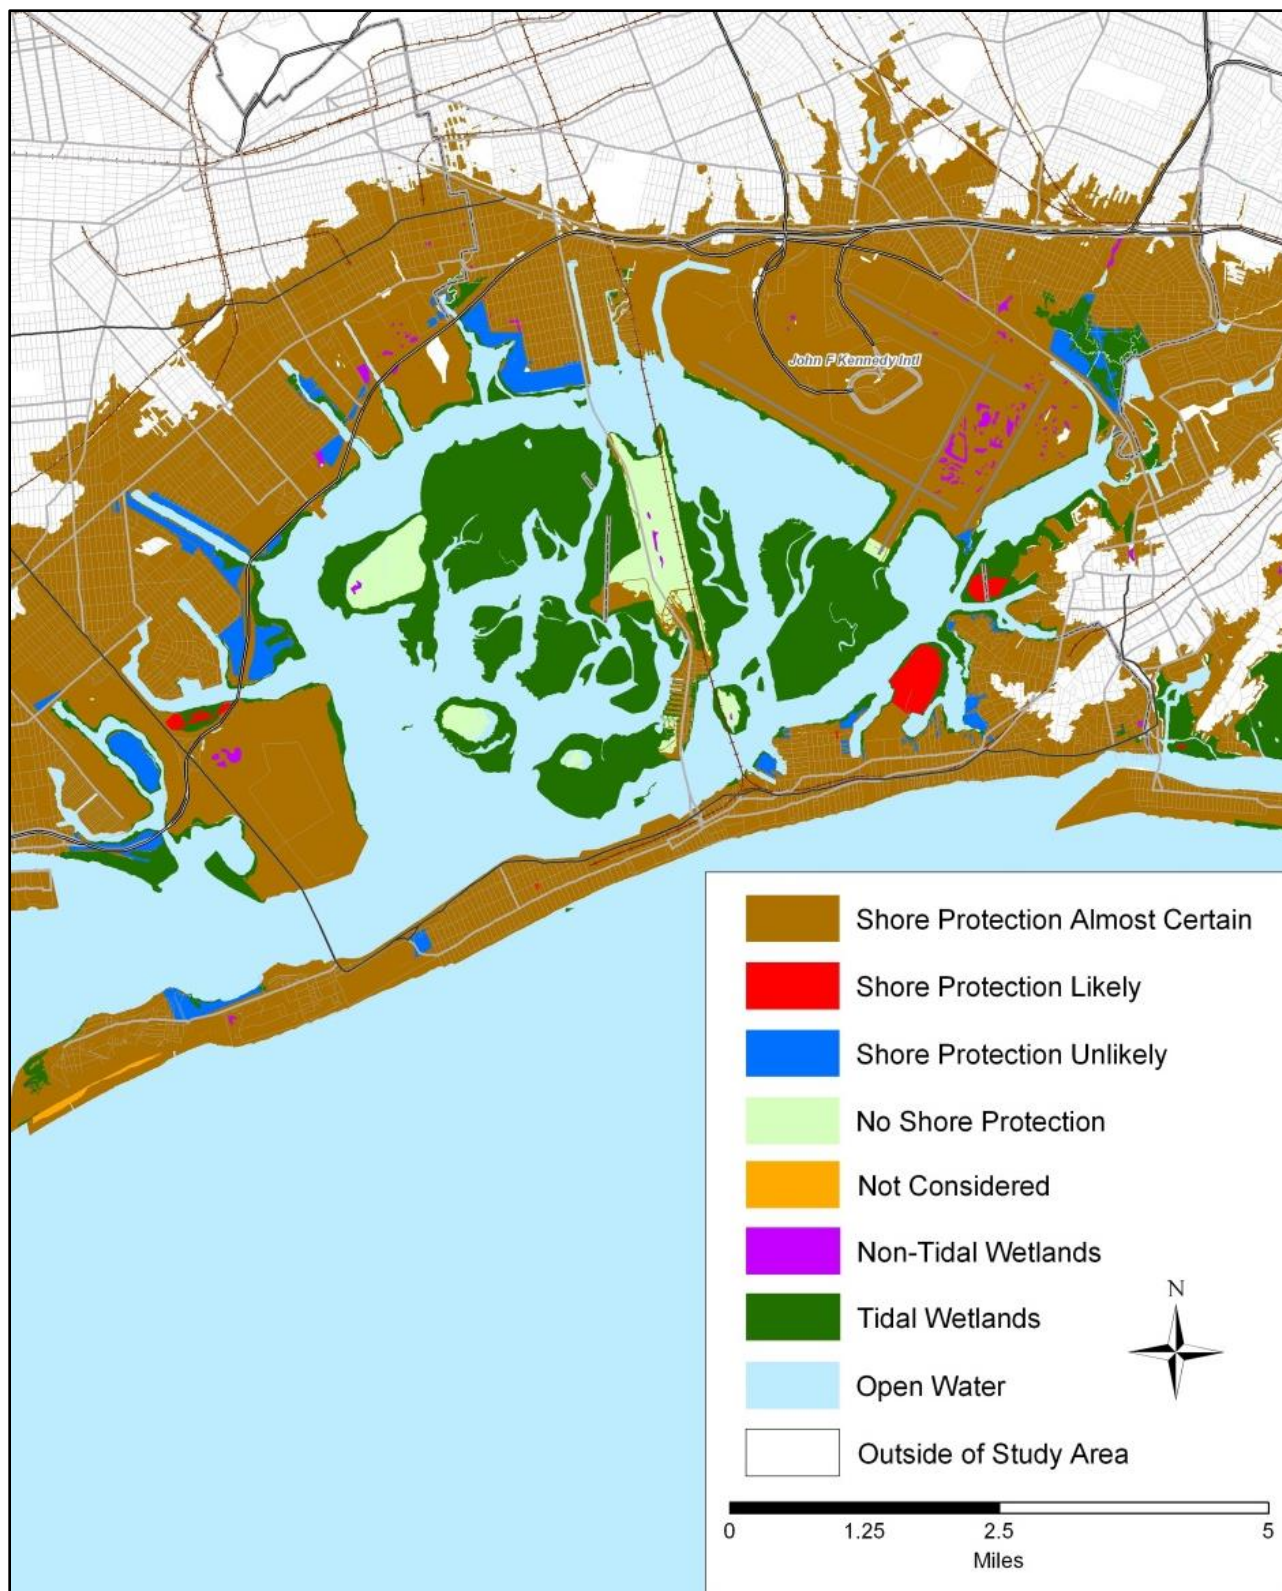 John F Kennedy Intl
Shore Protection Almost Certain
Shore Protection Likely
Shore Protection Unlikely
No Shore Protection
Not Considered
Non-Tidal Wetlands
N
Tidal Wetlands
Open Water
Outside of Study Area
0 1.25 2.5 5
Miles